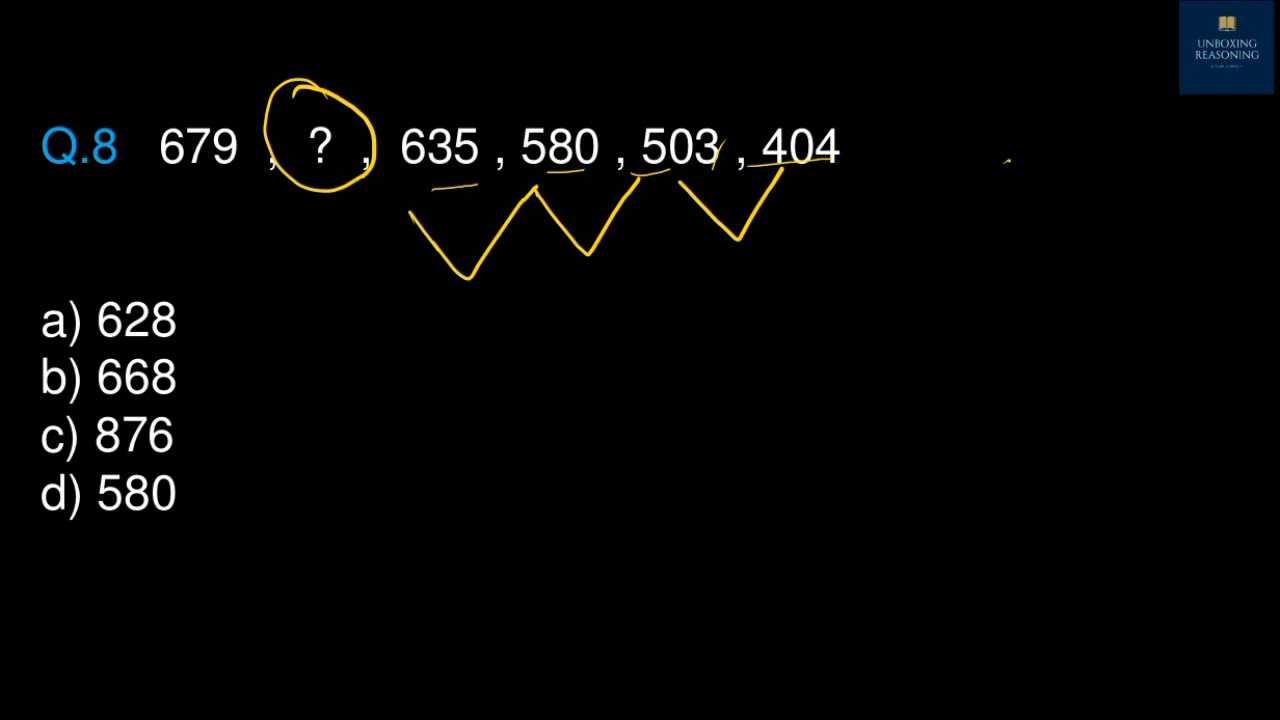 UNBOXING
REASONING
Q.8 679 , ? , 635 , 580 , 503 , 404
a) 628
b) 668
c) 876
d) 580